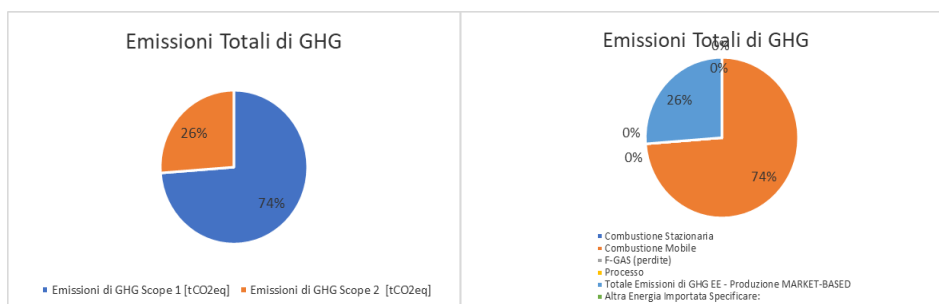 Emissioni Totali di GHG
26%
74%
Emissioni di GHG Scope 1 [tCO2eq] Emissioni di GHG Scope 2 [tCO2eq]
Emissioni Totali di GHG
0%
0%
26%
0%
0%
74%
Combustione Stazionaria
Combustione Mobile
F-GAS (perdite)
Processo
Totale Emissioni di GHG EE - Produzione MARKET-BASED
Altra Energia Importata Specificare: